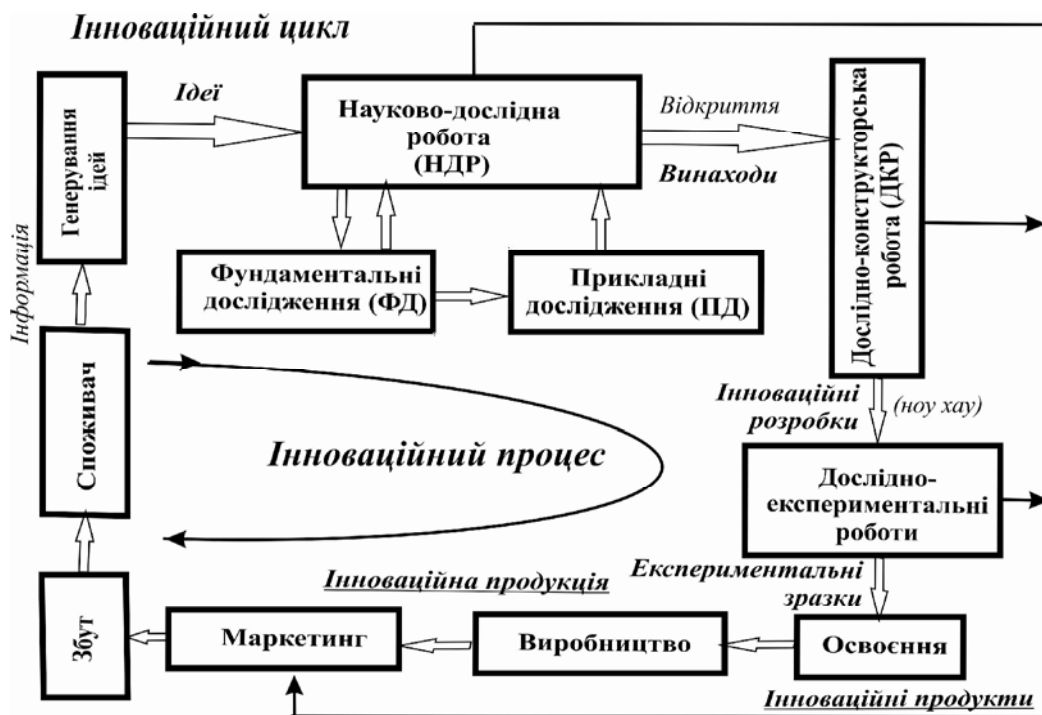 Інноваційний цикл
Ідеї
Науково-дослідна
робота
(НДР)
Відкриття
Винаходи
Дослідно-конструкторська
робота (ДКР)
Генерування
ідей
Інформація
Фундаментальні
дослідження (ФД)
Прикладні
дослідження (ПД)
Споживач
Інноваційний процес
Інноваційні
розробки
(ноу хау)
Дослідно-
експериментальні
роботи
Експериментальні
зразки
Інноваційна продукція
Збут
Маркетинг
Виробництво
Освоєння
Інноваційні продукти